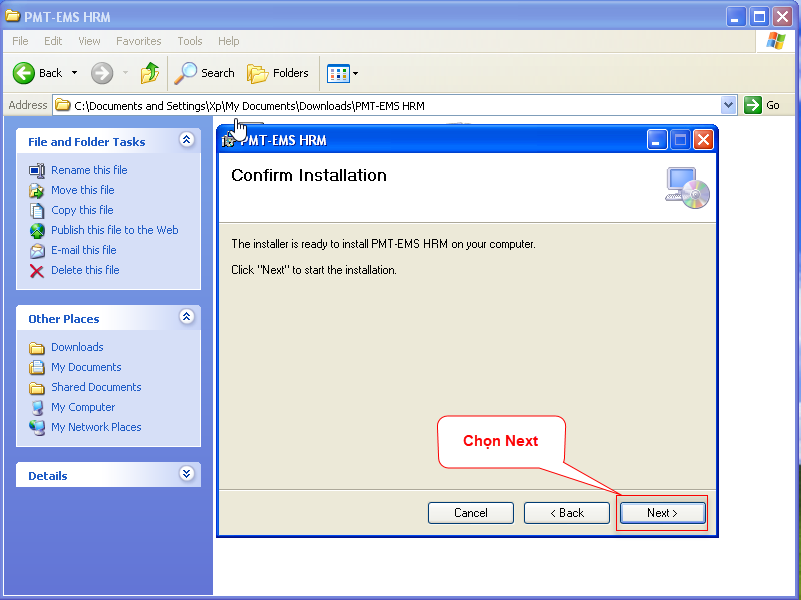 PMT-EMS HRM
File Edit View Favorites Tools Help
Back Search Folders
Address C:\Documents and Settings\Xp\My Documents\Downloads\PMT-EMS HRM Go
File and Folder Tasks
Rename this file
Move this file
Copy this file
Publish this file to the Web
E-mail this file
Delete this file
Other Places
Downloads
My Documents
Shared Documents
My Computer
My Network Places
Details
PMT-EMS HRM
Confirm Installation
The installer is ready to install PMT-EMS HRM on your computer.
Click "Next" to start the installation.
Chọn Next
Cancel < Back Next >